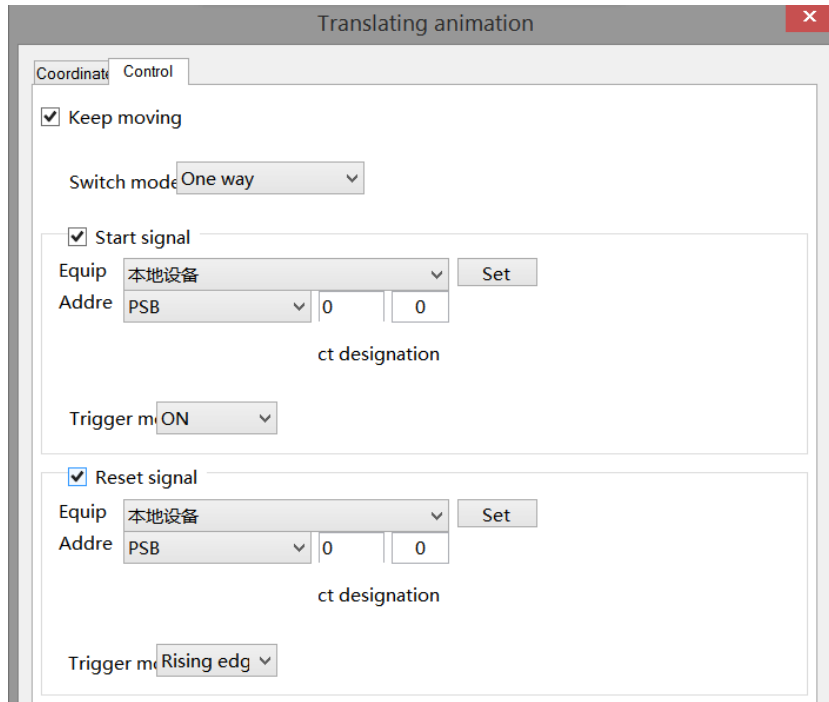 Translating animation
Coordinate Control
Keep moving
Switch mode One way
Start signal
Equip 本地设备 Set
Addre PSB 0 0
ct designation
Trigger mo ON
Reset signal
Equip 本地设备 Set
Addre PSB 0 0
ct designation
Trigger mo Rising edg